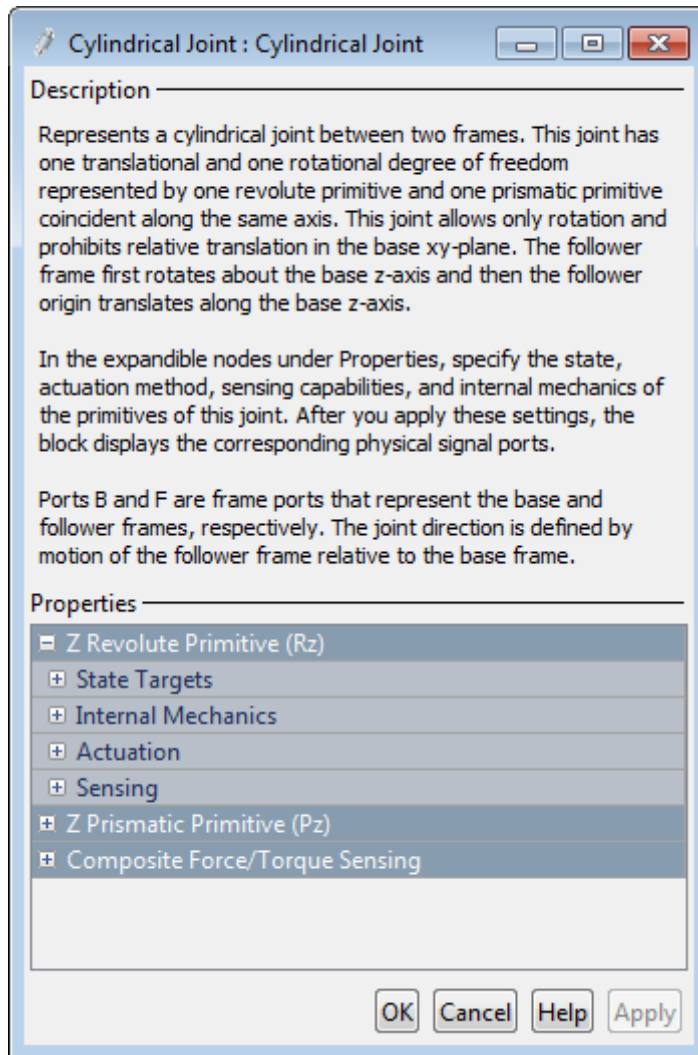 Cylindrical Joint : Cylindrical Joint
Description
Represents a cylindrical joint between two frames. This joint has
one translational and one rotational degree of freedom
represented by one revolute primitive and one prismatic primitive
coincident along the same axis. This joint allows only rotation and
prohibits relative translation in the base xy-plane. The follower
frame first rotates about the base z-axis and then the follower
origin translates along the base z-axis.
In the expandible nodes under Properties, specify the state,
actuation method, sensing capabilities, and internal mechanics of
the primitives of this joint. After you apply these settings, the
block displays the corresponding physical signal ports.
Ports B and F are frame ports that represent the base and
follower frames, respectively. The joint direction is defined by
motion of the follower frame relative to the base frame.
Properties
Z Revolute Primitive (Rz)
State Targets
Internal Mechanics
Actuation
Sensing
Z Prismatic Primitive (Pz)
Composite Force/Torque Sensing
OK Cancel Help Apply